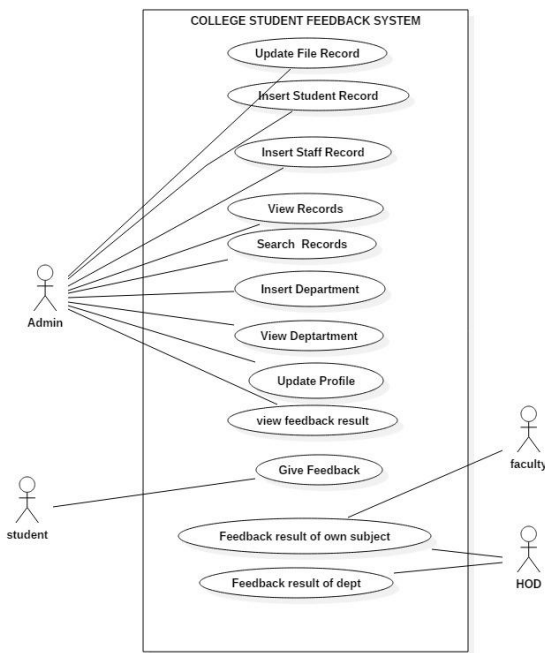 COLLEGE STUDENT FEEDBACK SYSTEM
Update File Record
Insert Student Record
Insert Staff Record
View Records
Search Records
Insert Department
Admin
View Deptartment
Update Profile
view feedback result
faculty
Give Feedback
student
Feedback result of own subject
Feedback result of dept
HOD